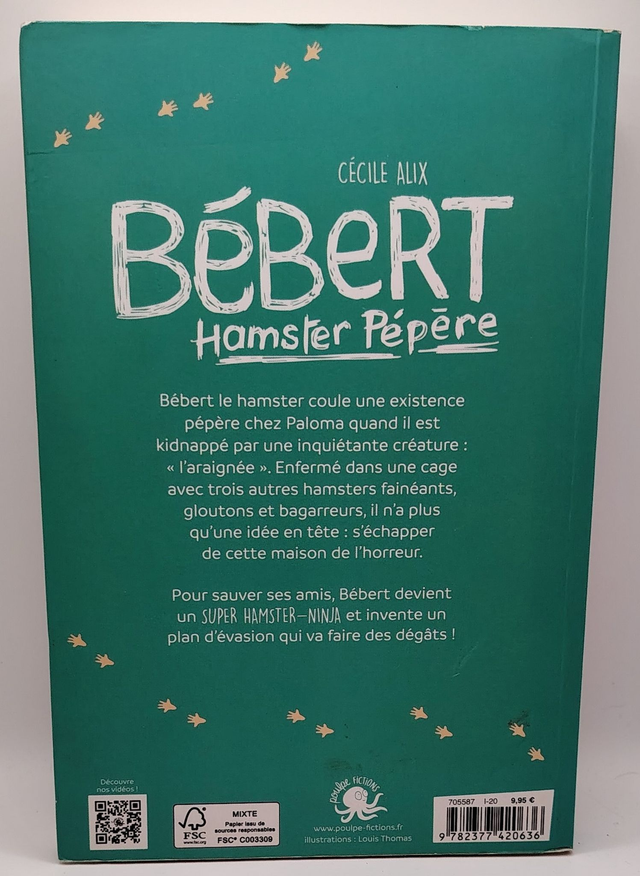 CÉCILE ALIX
BéBeRT
Hamster Pépère
Bébert le hamster coule une existence
pépère chez Paloma quand il est
kidnappé par une inquiétante créature :
« l'araignée ». Enfermé dans une cage
avec trois autres hamsters fainéants,
gloutons et bagarreurs, il n'a plus
qu'une idée en tête : s'échapper
de cette maison de l'horreur.
Pour sauver ses amis, Bébert devient
un SUPER HAMSTER-NINJA et invente un
plan d'évasion qui va faire des dégâts !
Découvre
nos vidéos !
FSC
www.fsc.org
MIXTE
Papier issu de
sources responsables
FSC® C003309
poulpe FICTIONS
www.poulpe-fictions.fr
illustrations : Louis Thomas
705587 I-20 9,95 €
9 782377 420636